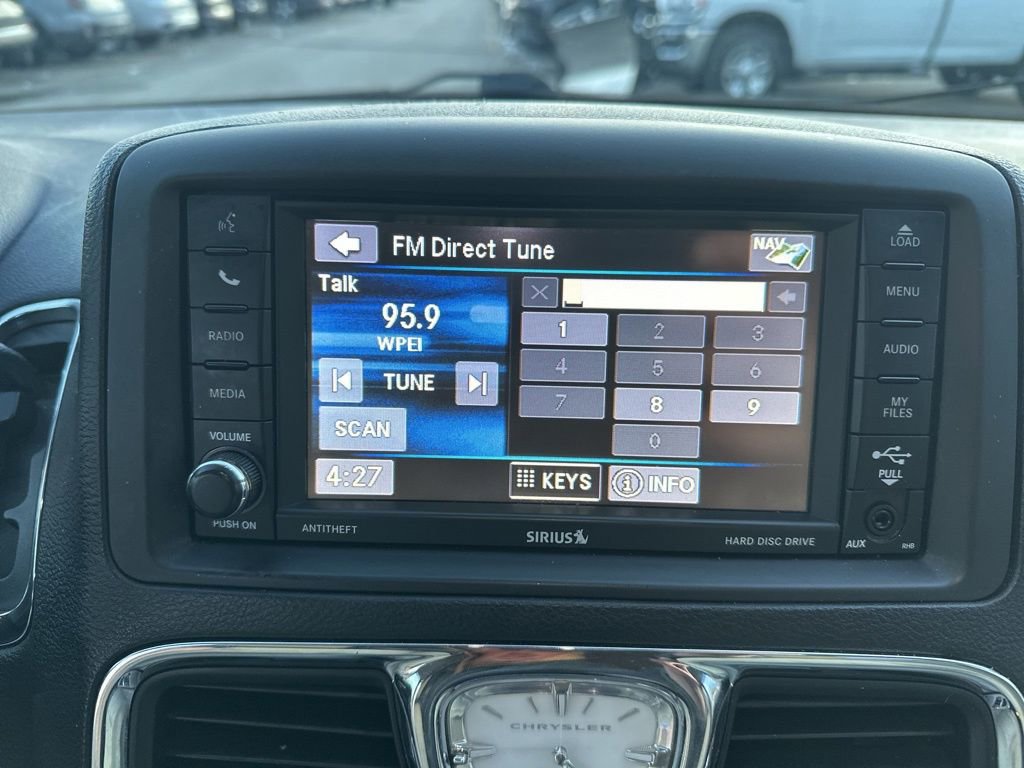 FM Direct Tune
NAV
Talk
95.9
WPEI
TUNE
SCAN
4:27
1 2 3
4 5 6
7 8 9
0
KEYS
INFO
RADIO
MEDIA
VOLUME
PUSH ON
LOAD
MENU
AUDIO
MY
FILES
PULL
AUX
RHB
ANTITHEFT
SIRIUS
HARD DISC DRIVE
CHRYSLER